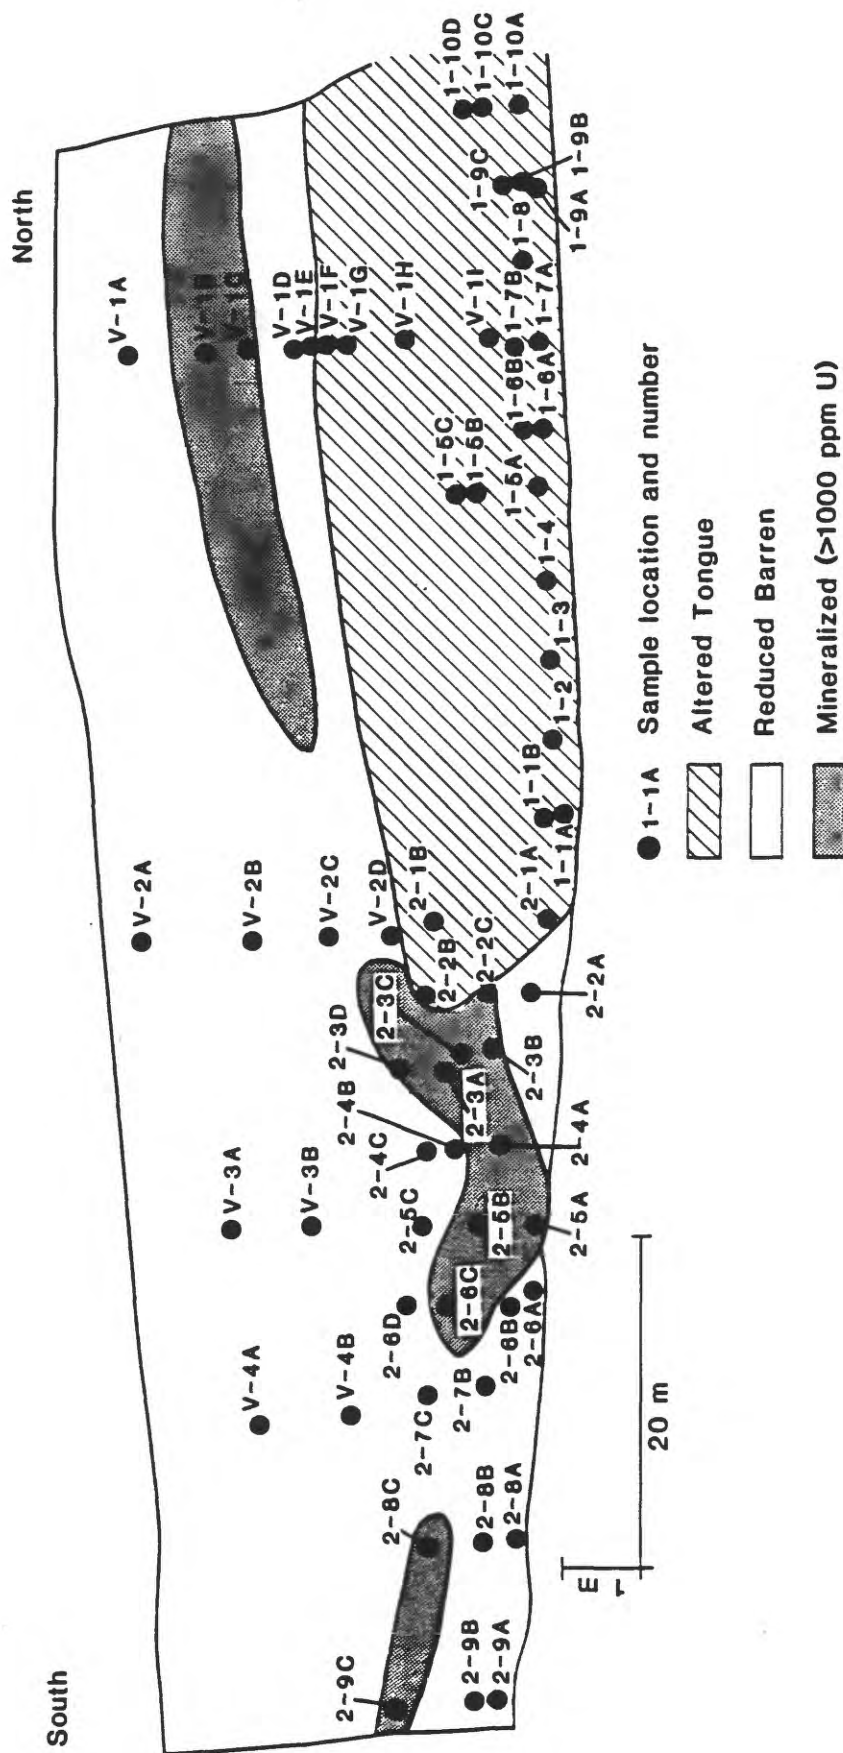 South
North
V-1A
V-1B
V-1C
V-1D
V-1E
V-1F
V-1G
V-1H
V-1I
V-2A
V-2B
V-2C
V-2D
V-3A
V-3B
V-4A
V-4B
2-9C
2-9B
2-9A
2-8C
2-8B
2-8A
2-7C
2-7B
2-6D
2-6C
2-6B
2-6A
2-5C
2-5B
2-5A
2-4C
2-4B
2-4A
2-3D
2-3C
2-3A
2-3B
2-2B
2-2C
2-2A
2-1B
2-1A
1-1B
1-1A
1-2
1-3
1-4
1-5C
1-5B
1-5A
1-6B
1-6A
1-7B
1-7A
1-8
1-9C
1-9B
1-9A
1-10D
1-10C
1-10A
20 m
1-1A Sample location and number
Altered Tongue
Reduced Barren
Mineralized (>1000 ppm U)